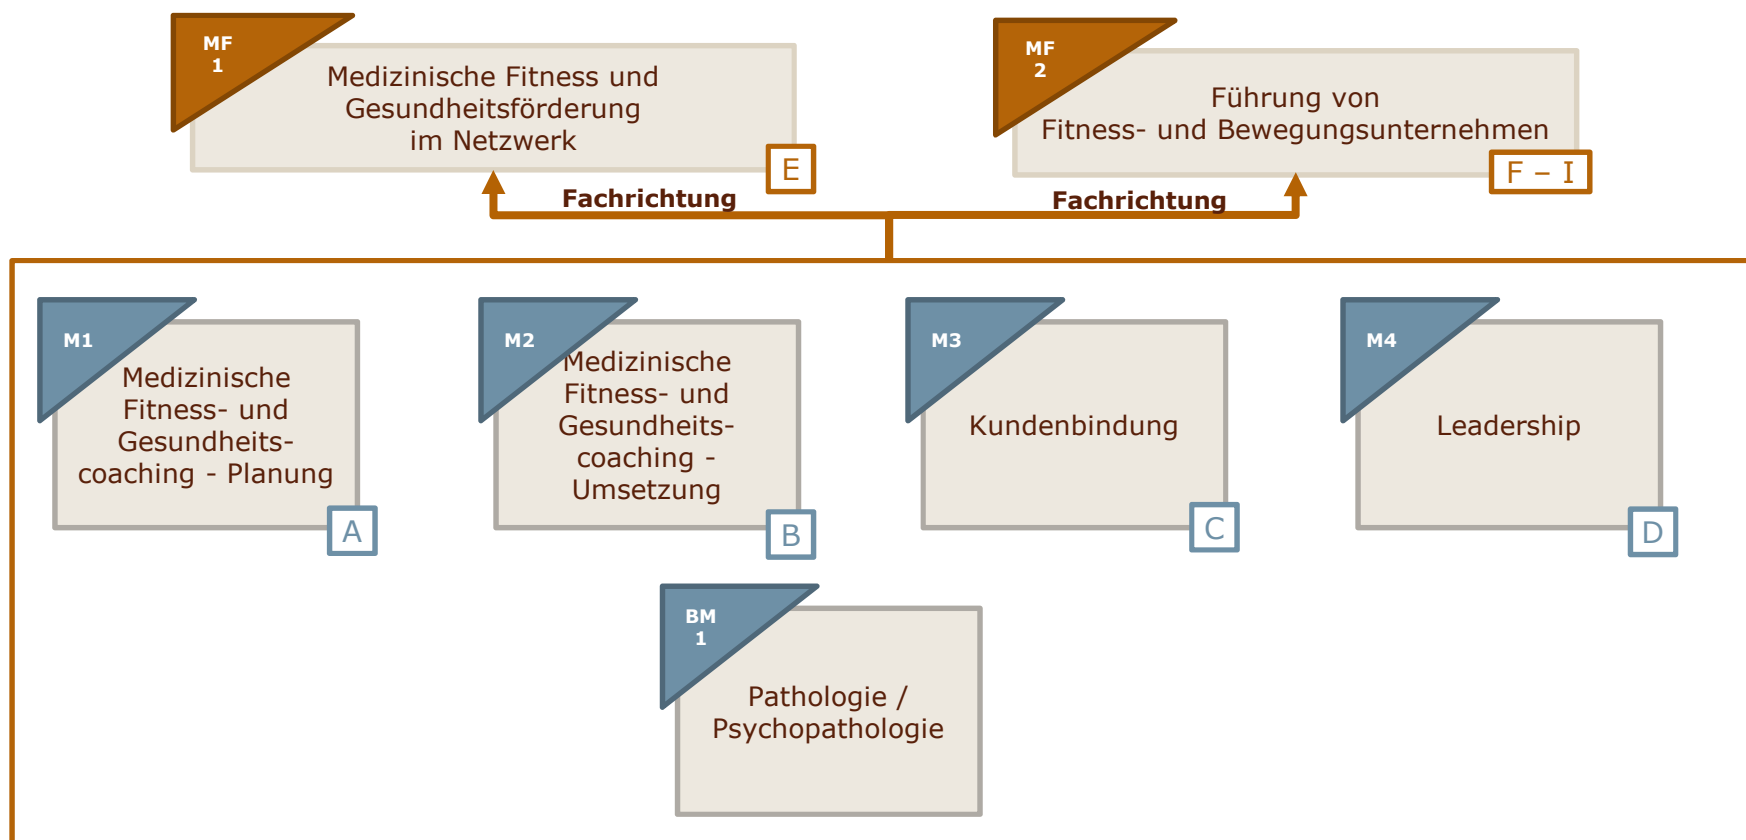 MF
1
Medizinische Fitness und
Gesundheitsförderung
im Netzwerk
E
MF
2
Führung von
Fitness- und Bewegungsunternehmen
F – I
Fachrichtung
Fachrichtung
M1
Medizinische
Fitness- und
Gesundheits-
coaching - Planung
A
M2
Medizinische
Fitness- und
Gesundheits-
coaching -
Umsetzung
B
M3
Kundenbindung
C
M4
Leadership
D
BM
1
Pathologie /
Psychopathologie